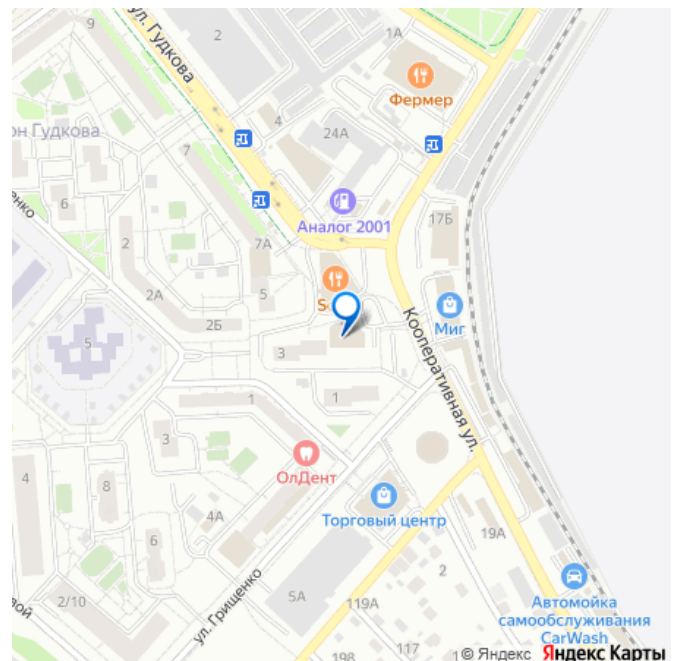 9
2
1А
ул. Гудкова
Фермер
он Гудкова
4
24А
7
6
17Б
Аналог 2001
2
7А
5
2А
2Б
S
Миг
5
3
Кооперативная ул.
1
1
3
ОлДент
4
8
4А
Торговый центр
19А
6
2
2/10
ул. Грищенко
5А
119А
Автомойка
самообслуживания
CarWash
117
198
1
© Яндекс Яндекс Карты